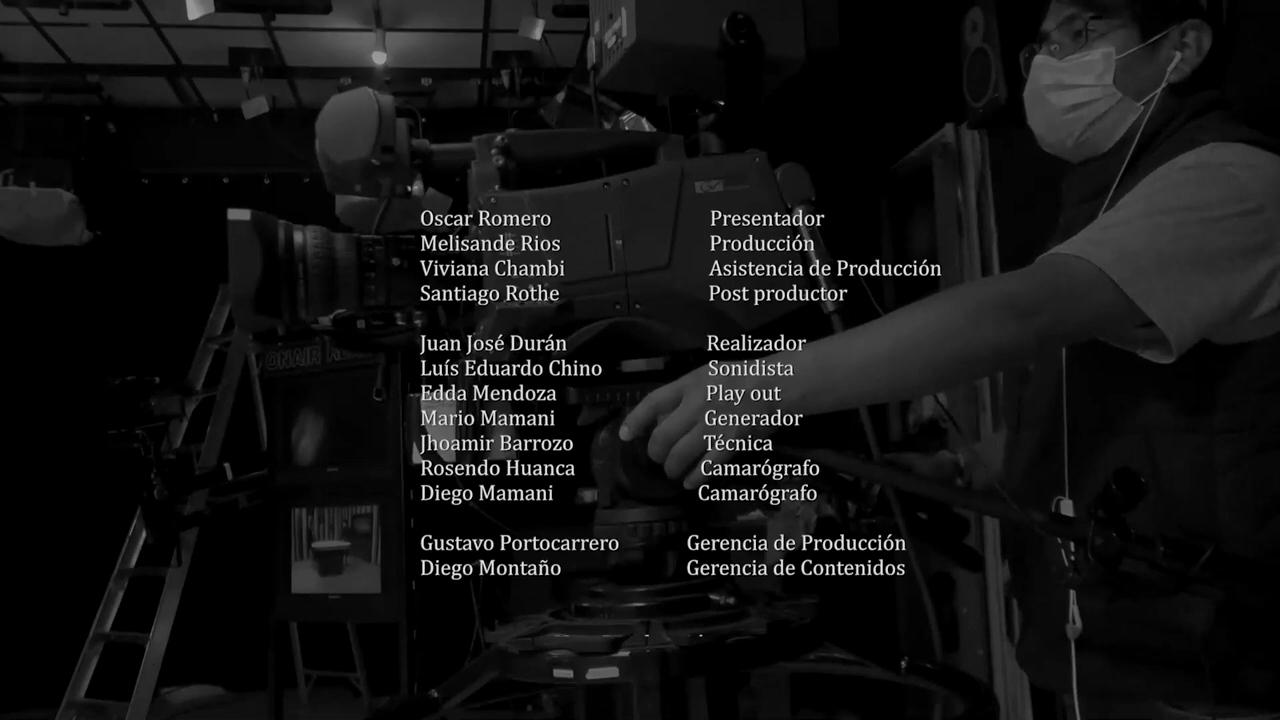 Oscar Romero Presentador
Melisande Rios Producción
Viviana Chambi Asistencia de Producción
Santiago Rothe Post productor
Juan José Durán Realizador
Luís Eduardo Chino Sonidista
Edda Mendoza Play out
Mario Mamani Generador
Jhoamir Barrozo Técnica
Rosendo Huanca Camarógrafo
Diego Mamani Camarógrafo
Gustavo Portocarrero Gerencia de Producción
Diego Montaño Gerencia de Contenidos
ONAIR